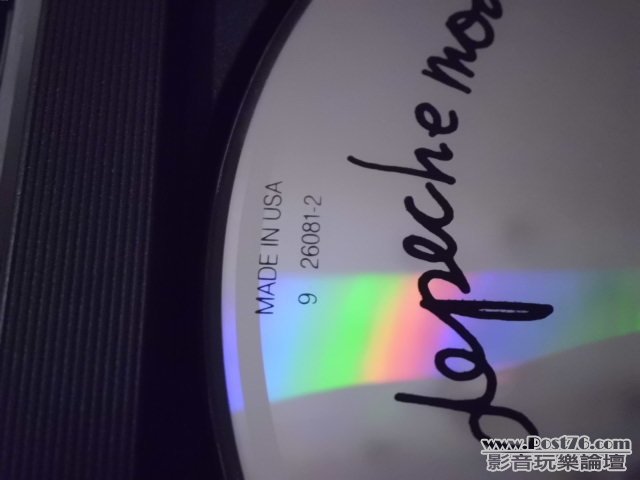 MADE IN USA
9 26081-2
depeche mo
www.Post76.com
影音玩樂論壇